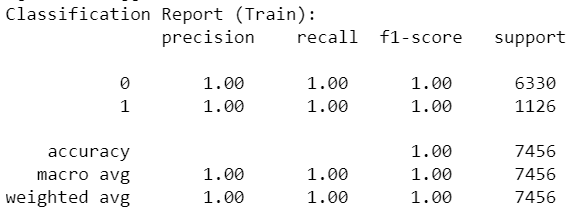 Classification Report (Train):
precision recall f1-score support
0 1.00 1.00 1.00 6330
1 1.00 1.00 1.00 1126
accuracy 1.00 7456
macro avg 1.00 1.00 1.00 7456
weighted avg 1.00 1.00 1.00 7456